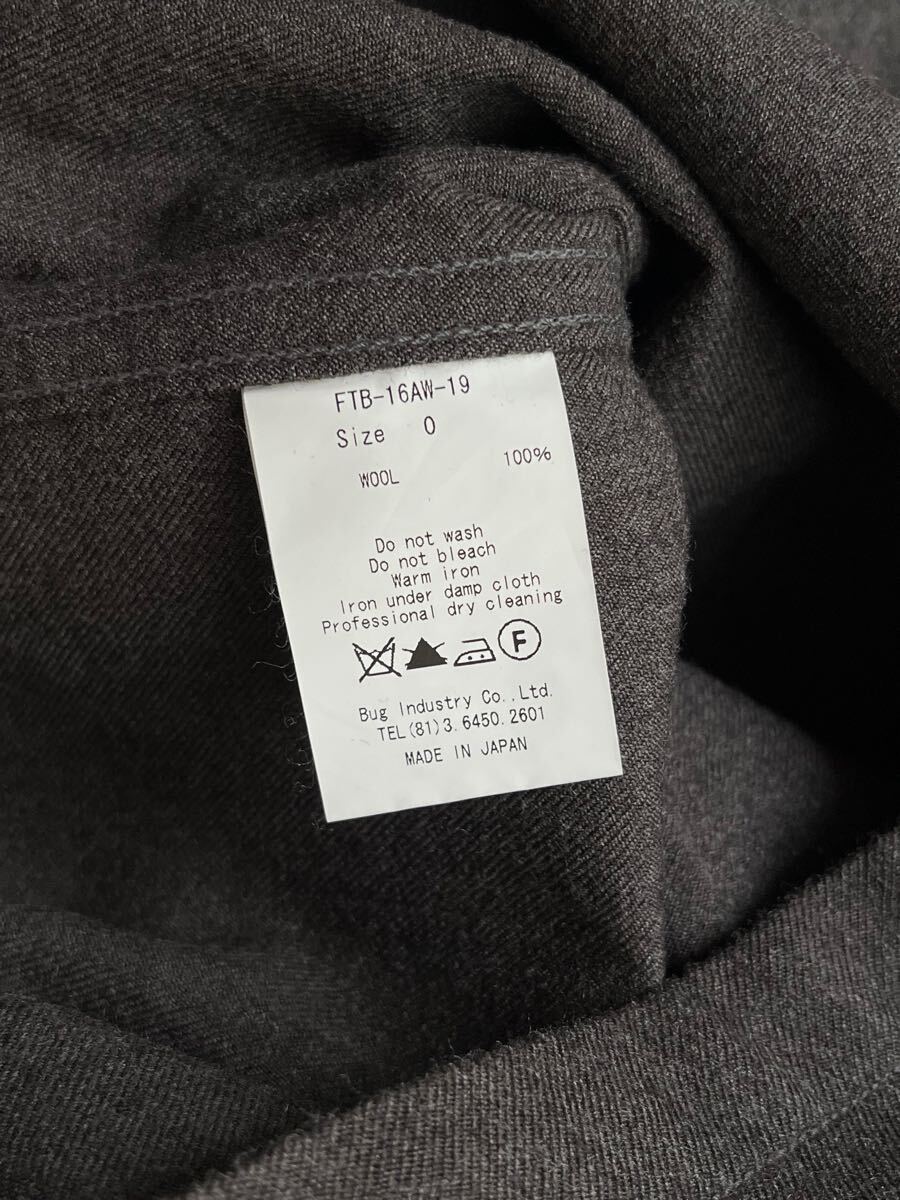 FTB-16AW-19
Size 0
WOOL 100%
Do not wash
Do not bleach
Warm iron
Iron under damp cloth
Professional dry cleaning
F
Bug Industry Co.,Ltd.
TEL(81)3.6450.2601
MADE IN JAPAN